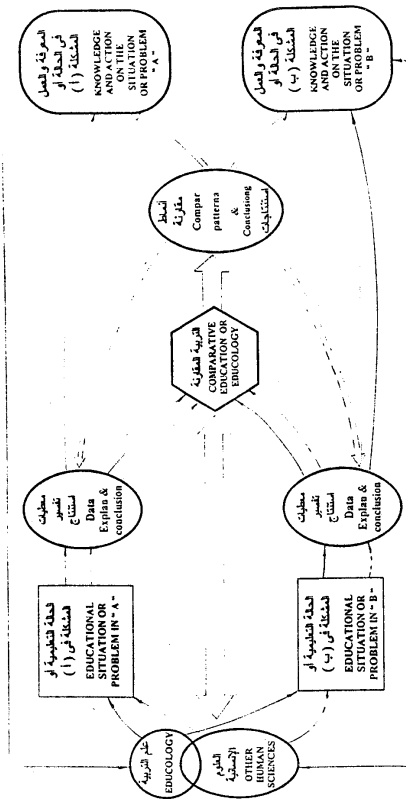 علم التربية
EDUCOLOGY
العلوم
الإنسانية
OTHER
HUMAN
SCIENCES
الحالة التعليمية أو
المشكلة في ( أ )
EDUCATIONAL
SITUATION OR
PROBLEM IN " A "
الحالة التعليمية أو
المشكلة في ( ب )
EDUCATIONAL
SITUATION OR
PROBLEM IN " B "
معطيات
تفسير
استنتاج
Data
Explan &
conclusion
معطيات
تفسير
استنتاج
Data
Explan &
conclusion
التربية المقارنة
COMPARATIVE
EDUCATION OR
EDUCOLOGY
أنماط
مقارنة
Compar
patterna
&
Conclusiong
استنتاجات
المعرفة والعمل
فى الحالة أو
المشكلة ( أ )
KNOWLEDGE
AND ACTION
ON THE
SITUATION
OR PROBLEM
" A "
المعرفة والعمل
فى الحالة أو
المشكلة ( ب )
KNOWLEDGE
AND ACTION
ON THE
SITUATION
OR PROBLEM
" B "